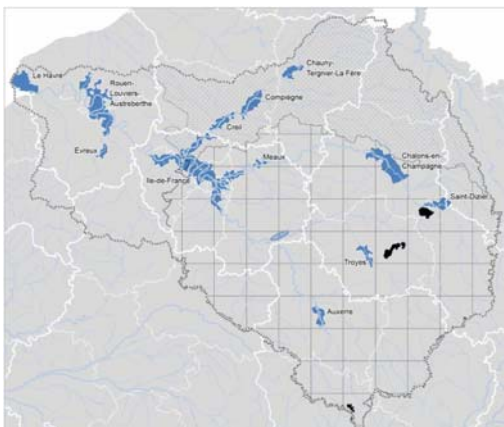 Le Havre
Rouen-
Louviers-
Austreberthe
Evreux
Chauny-
Tergnier-La Fère
Compiègne
Creil
Meaux
Ile-de-France
Chalons-en-
Champagne
Saint-Dizier
Troyes
Auxerre